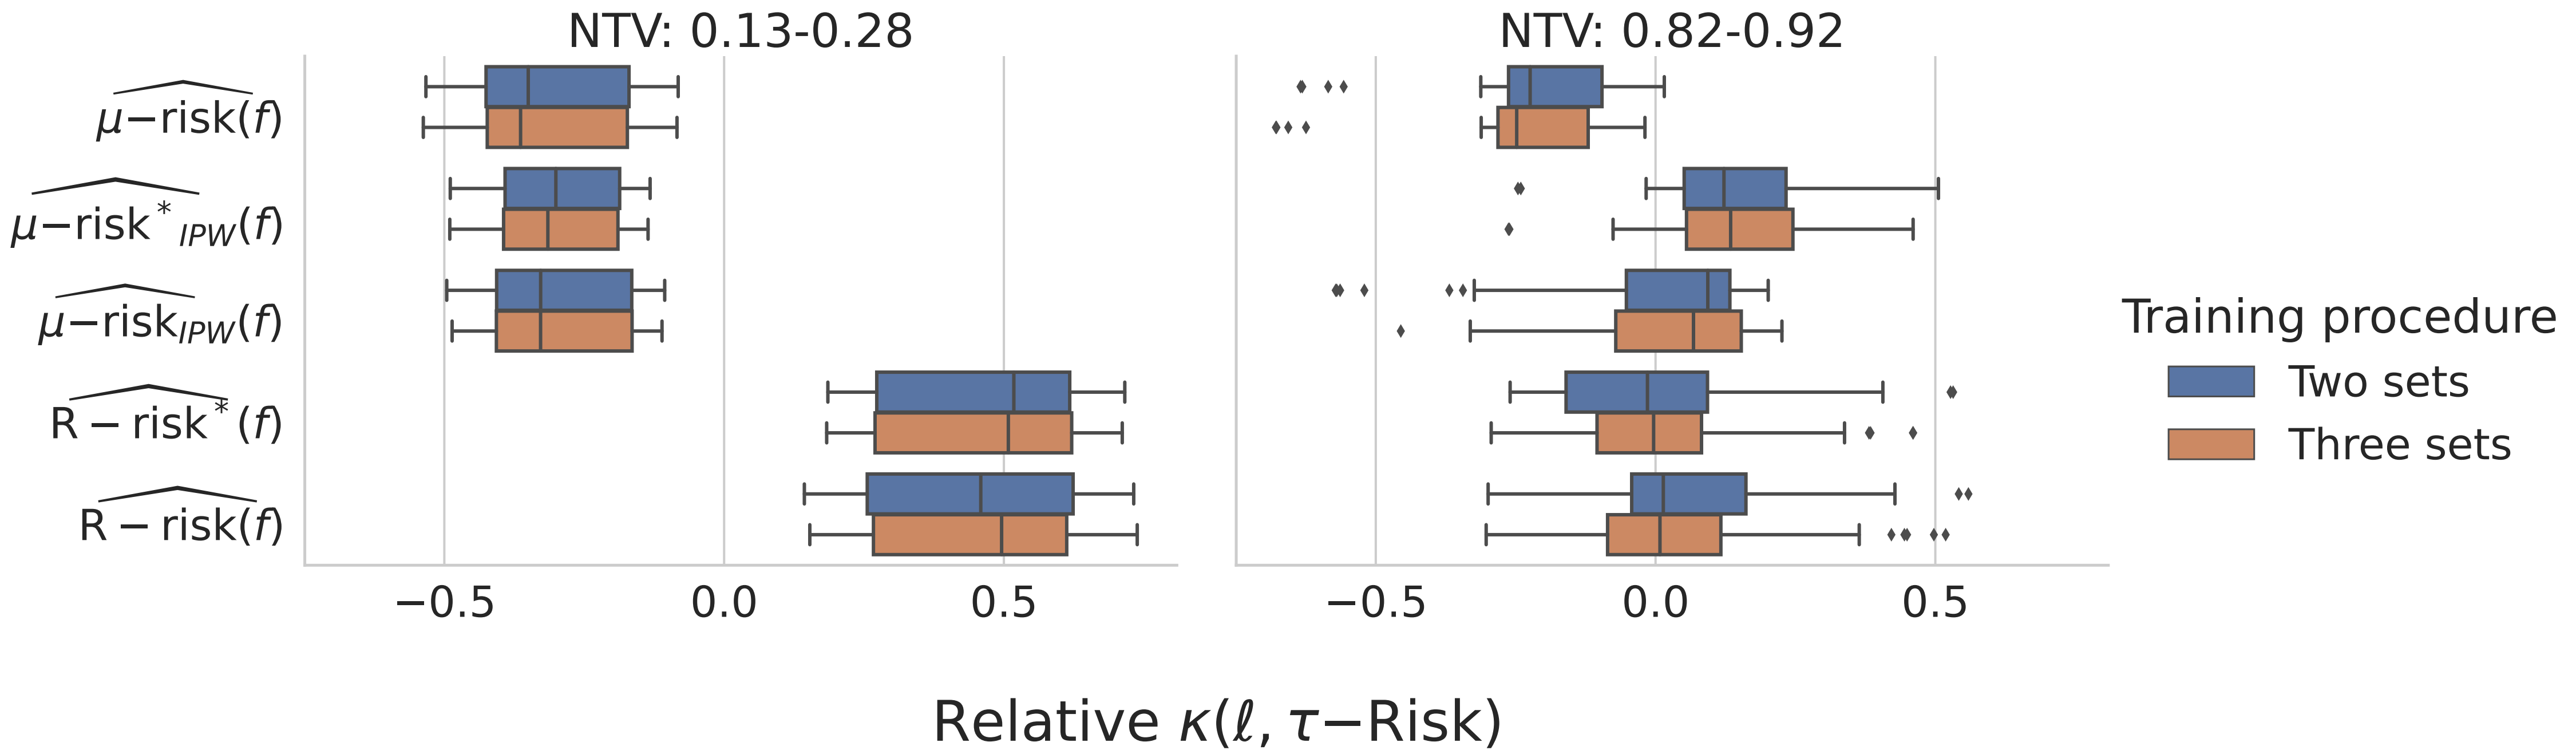 NTV: 0.13-0.28
NTV: 0.82-0.92
μ−risk(f)
μ−risk*IPW(f)
μ−riskIPW(f)
R − risk*(f)
R − risk(f)
−0.5 0.0 0.5
−0.5 0.0 0.5
Training procedure
Two sets
Three sets
Relative κ(ℓ, τ−Risk)